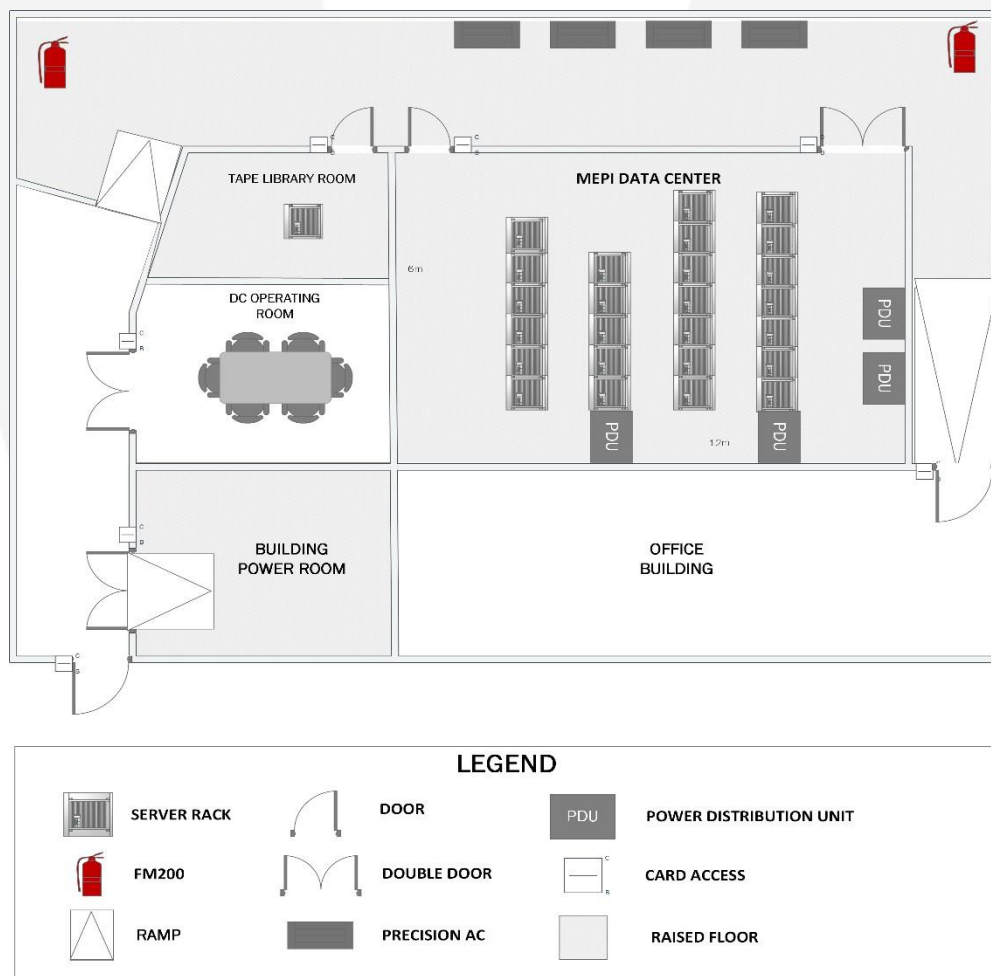 C
B
C
B
C
B
TAPE LIBRARY ROOM
MEPI DATA CENTER
6m
DC OPERATING
ROOM
PDU
PDU
C
B
PDU
PDU
12m
C
B
C
B
BUILDING
POWER ROOM
OFFICE
BUILDING
C
B
LEGEND
SERVER RACK
DOOR
PDU
POWER DISTRIBUTION UNIT
FM200
DOUBLE DOOR
C
B
CARD ACCESS
RAMP
PRECISION AC
RAISED FLOOR